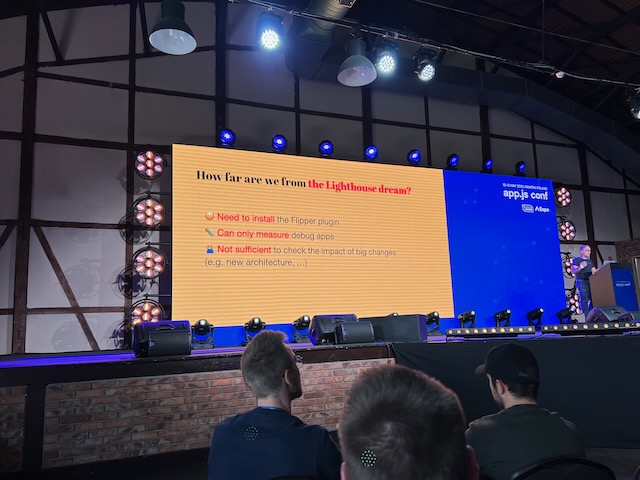 How far are we from the Lighthouse dream?
Need to install the Flipper plugin
Can only measure debug apps
Not sufficient to check the impact of big changes
(e.g. new architecture, ...)
app.js conf
Expo